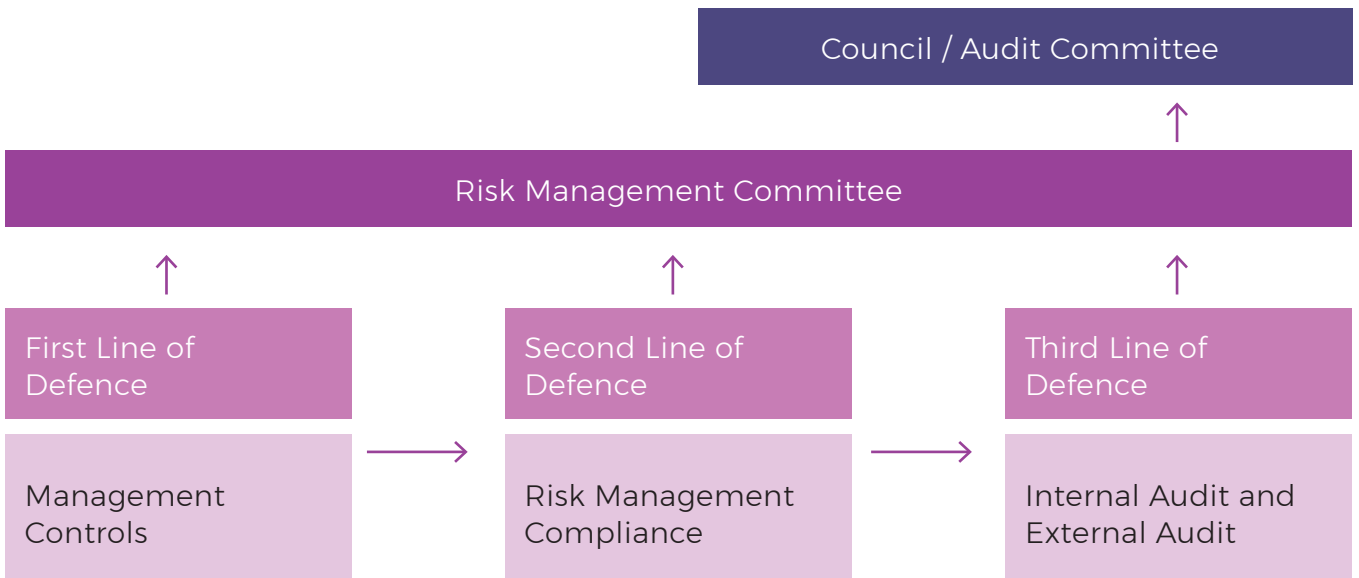 Council / Audit Committee
Risk Management Committee
First Line of
Defence
Second Line of
Defence
Third Line of
Defence
Management
Controls
Risk Management
Compliance
Internal Audit and
External Audit